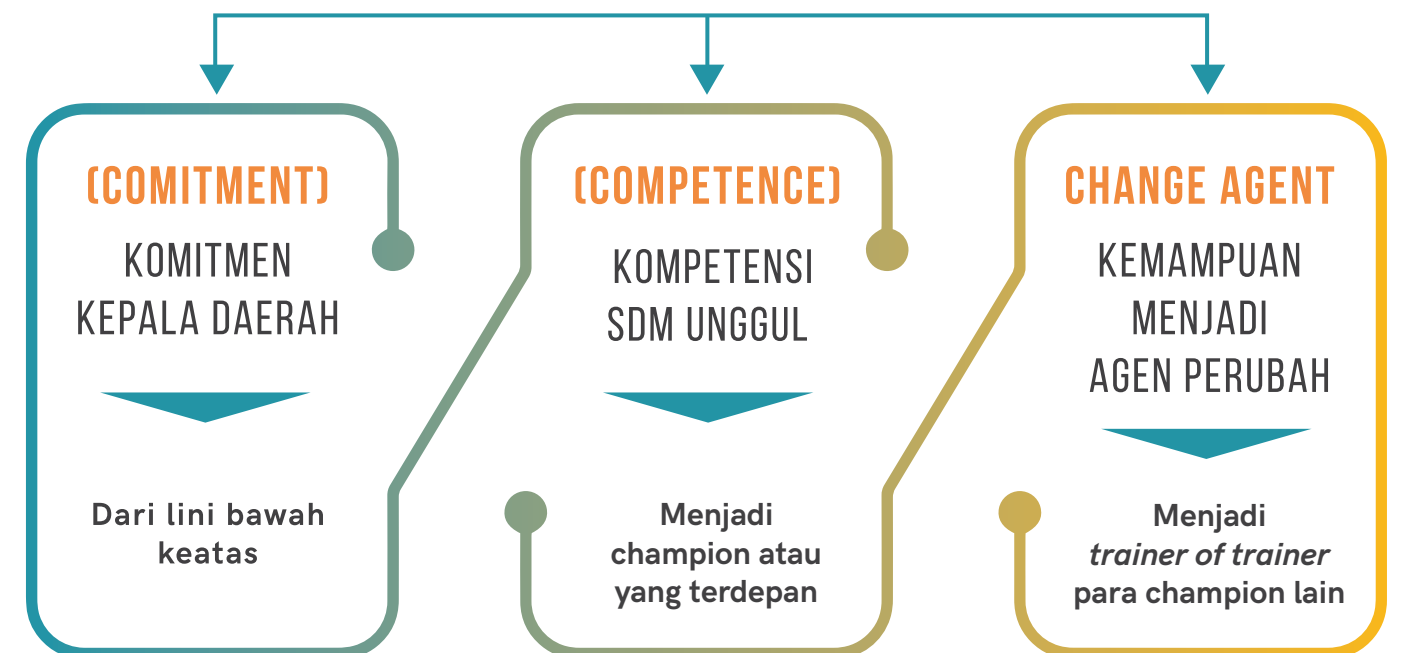 (COMITMENT)
KOMITMEN
KEPALA DAERAH
Dari lini bawah
keatas
(COMPETENCE)
KOMPETENSI
SDM UNGGUL
Menjadi
champion atau
yang terdepan
CHANGE AGENT
KEMAMPUAN
MENJADI
AGEN PERUBAH
Menjadi
trainer of trainer
para champion lain